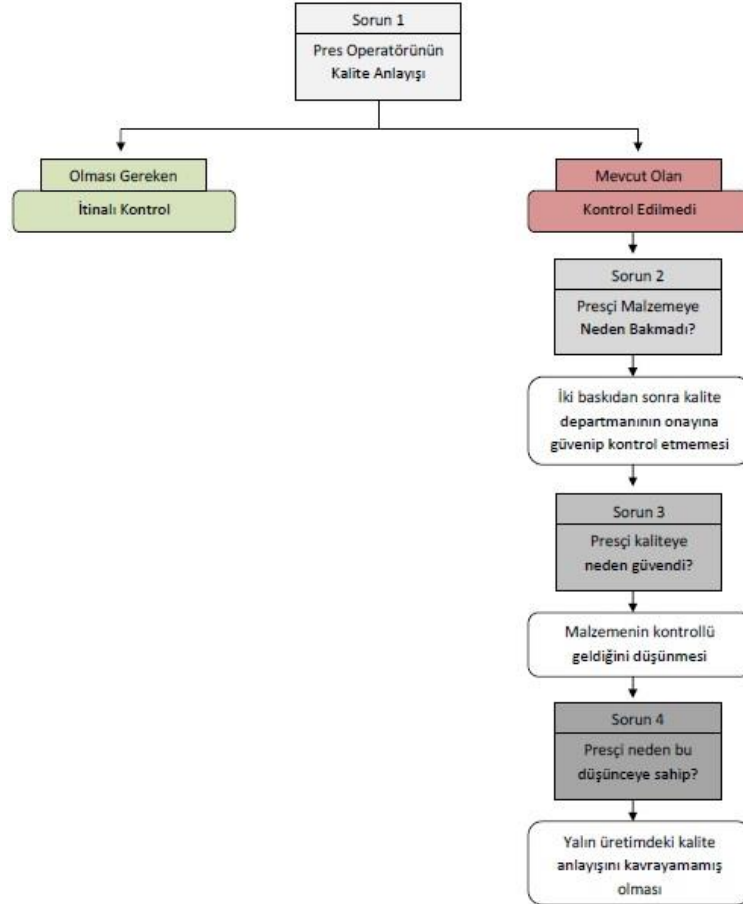 Sorun 1
Pres Operatörünün
Kalite Anlayışı
Olması Gereken
İtinalı Kontrol
Mevcut Olan
Kontrol Edilmedi
Sorun 2
Presçi Malzemeye
Neden Bakmadı?
İki baskıdan sonra kalite
departmanının onayına
güvenip kontrol etmemesi
Sorun 3
Presçi kaliteye
neden güvendi?
Malzemenin kontrollü
geldiğini düşünmesi
Sorun 4
Presçi neden bu
düşünceye sahip?
Yalın üretimdeki kalite
anlayışını kavrayamamış
olması